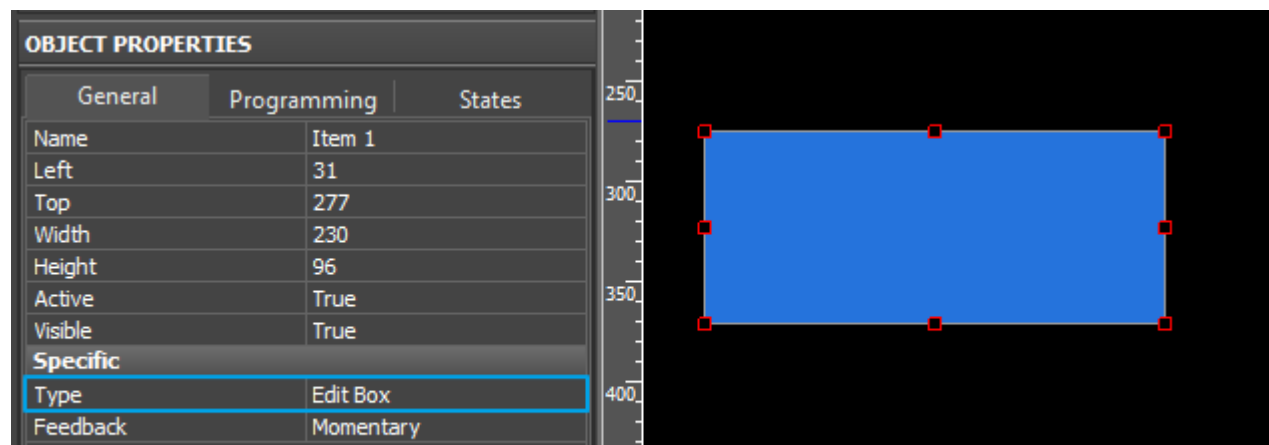 OBJECT PROPERTIES
General Programming States
Name Item 1
Left 31
Top 277
Width 230
Height 96
Active True
Visible True
Specific
Type Edit Box
Feedback Momentary
250
300
350
400